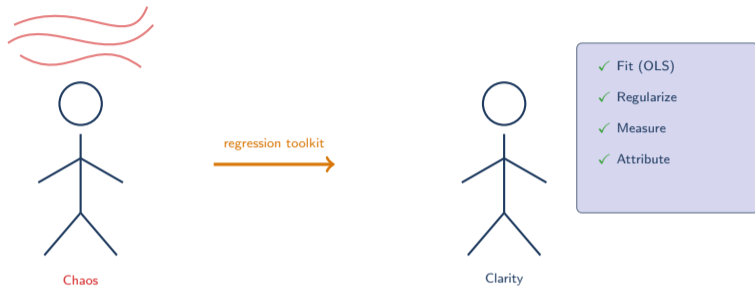 ✓ Fit (OLS)
✓ Regularize
✓ Measure
✓ Attribute
regression toolkit
Chaos
Clarity